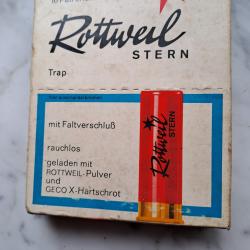 Rottweil
STERN
Trap
mit Faltverschluß
rauchlos
geladen mit
ROTTWEIL-Pulver
und
GECO X-Hartschrot
Rottweil
STERN